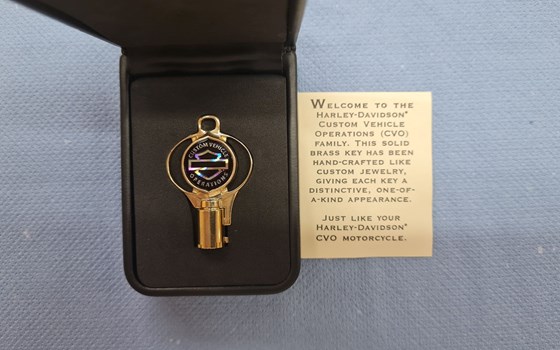 CUSTOM VEHICLE
OPERATIONS
WELCOME TO THE
HARLEY-DAVIDSON®
CUSTOM VEHICLE
OPERATIONS (CVO)
FAMILY. THIS SOLID
BRASS KEY HAS BEEN
HAND-CRAFTED LIKE
CUSTOM JEWELRY,
GIVING EACH KEY A
DISTINCTIVE, ONE-OF-
A-KIND APPEARANCE.
JUST LIKE YOUR
HARLEY-DAVIDSON®
CVO MOTORCYCLE.